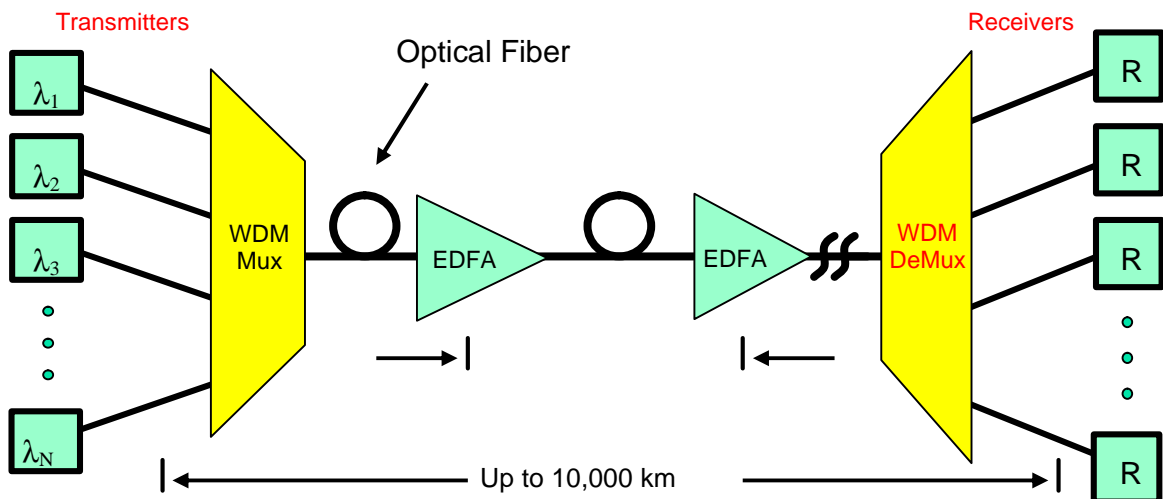 Transmitters
Receivers
Optical Fiber
λ1
λ2
λ3
λN
WDM
Mux
EDFA
EDFA
WDM
DeMux
R
R
R
R
Up to 10,000 km